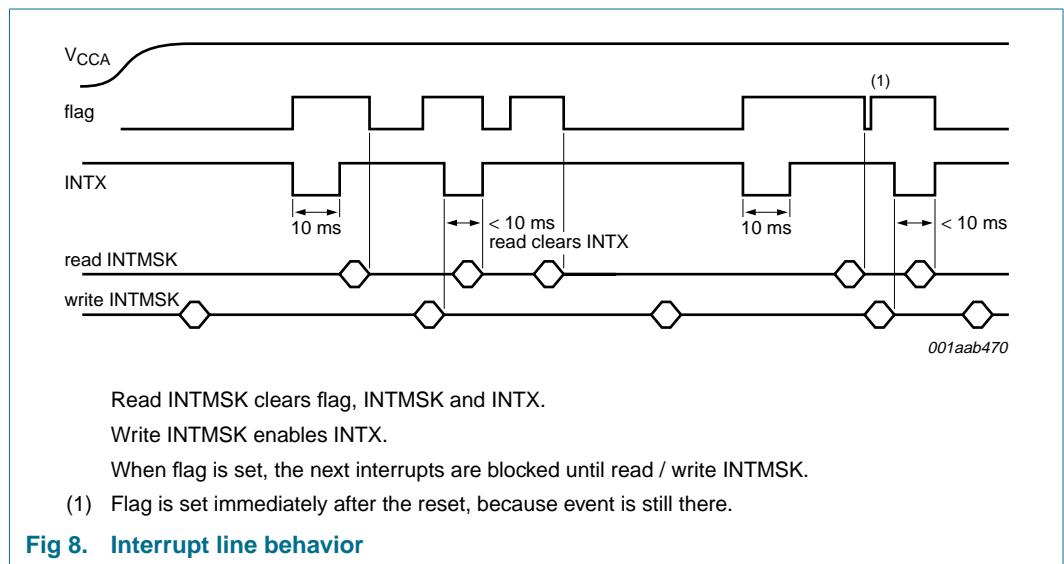 VCCA
(1)
flag
INTX
10 ms
< 10 ms
10 ms
< 10 ms
read clears INTX
read INTMSK
write INTMSK
001aab470
Read INTMSK clears flag, INTMSK and INTX.
Write INTMSK enables INTX.
When flag is set, the next interrupts are blocked until read / write INTMSK.
(1) Flag is set immediately after the reset, because event is still there.
Fig 8. Interrupt line behavior